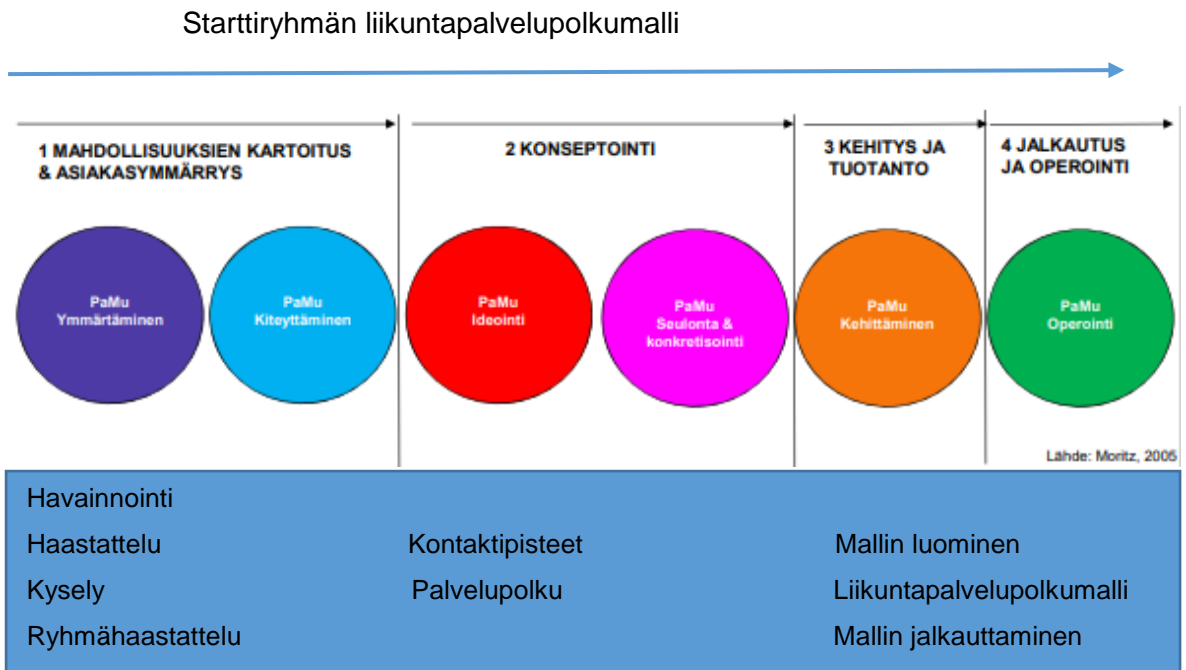 Starttiryhmän liikuntapalvelupolkumalli
1 MAHDOLLISUUKSIEN KARTOITUS
& ASIAKASYMMÄRRYS
2 KONSEPTOINTI
3 KEHITYS JA
TUOTANTO
4 JALKAUTUS
JA OPEROINTI
PaMu
Ymmärtäminen
PaMu
Kiteyttäminen
PaMu
Ideointi
PaMu
Seulonta &
konkretisointi
PaMu
Kehittäminen
PaMu
Operointi
Lähde: Moritz, 2005
Havainnointi
Haastattelu
Kysely
Ryhmähaastattelu
Kontaktipisteet
Palvelupolku
Mallin luominen
Liikuntapalvelupolkumalli
Mallin jalkauttaminen